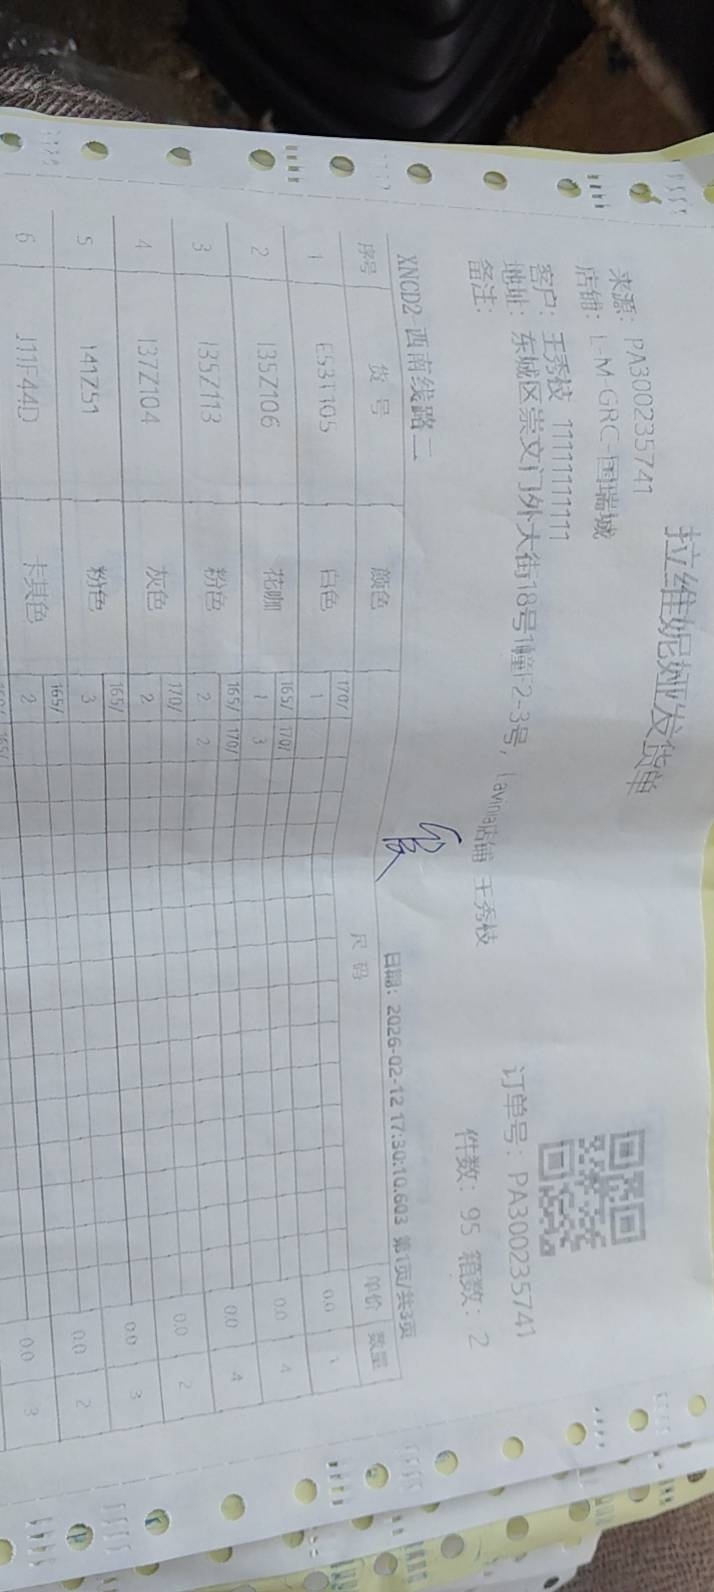 拉维妮娅发货单
来源：PA300235741
店铺：L-M-GRC-国瑞城
客户：王秀枝 11111111111
地址：东城区崇文门外大街18号1幢F2-3号，Lavinia店铺 王秀枝
订单号：PA300235741
备注：
件数：95 箱数：2
XNCD2-西南线路二 日期：2026-02-12 17:30:10.603 第1页/共3页
序号 货号 颜色 尺码 单价 数量
170/
1 E531105 白色 1 0.0 1
165/ 170/
2 135Z106 花咖 1 3 0.0 4
165/ 170/
3 135Z113 粉色 2 2 0.0 4
170/
4 137Z104 灰色 2 0.0 2
165/
5 141Z51 粉色 3 0.0 3
165/
6 J11F44D 卡其色 2 0.0 2
165/
0.0 3